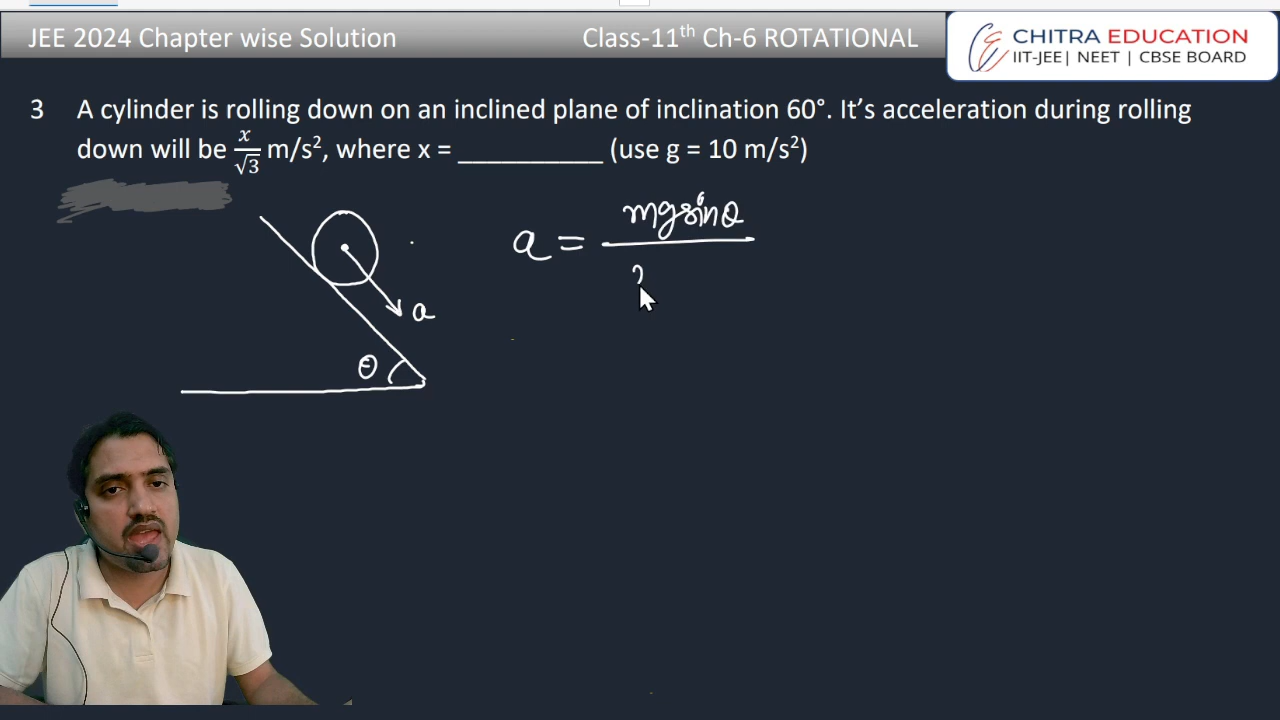 JEE 2024 Chapter wise Solution
Class-11th Ch-6 ROTATIONAL
CHITRA EDUCATION
IIT-JEE| NEET | CBSE BOARD
3 A cylinder is rolling down on an inclined plane of inclination 60°. It’s acceleration during rolling
down will be x/√3 m/s², where x = __________ (use g = 10 m/s²)
a = mg sinθ
a
θ